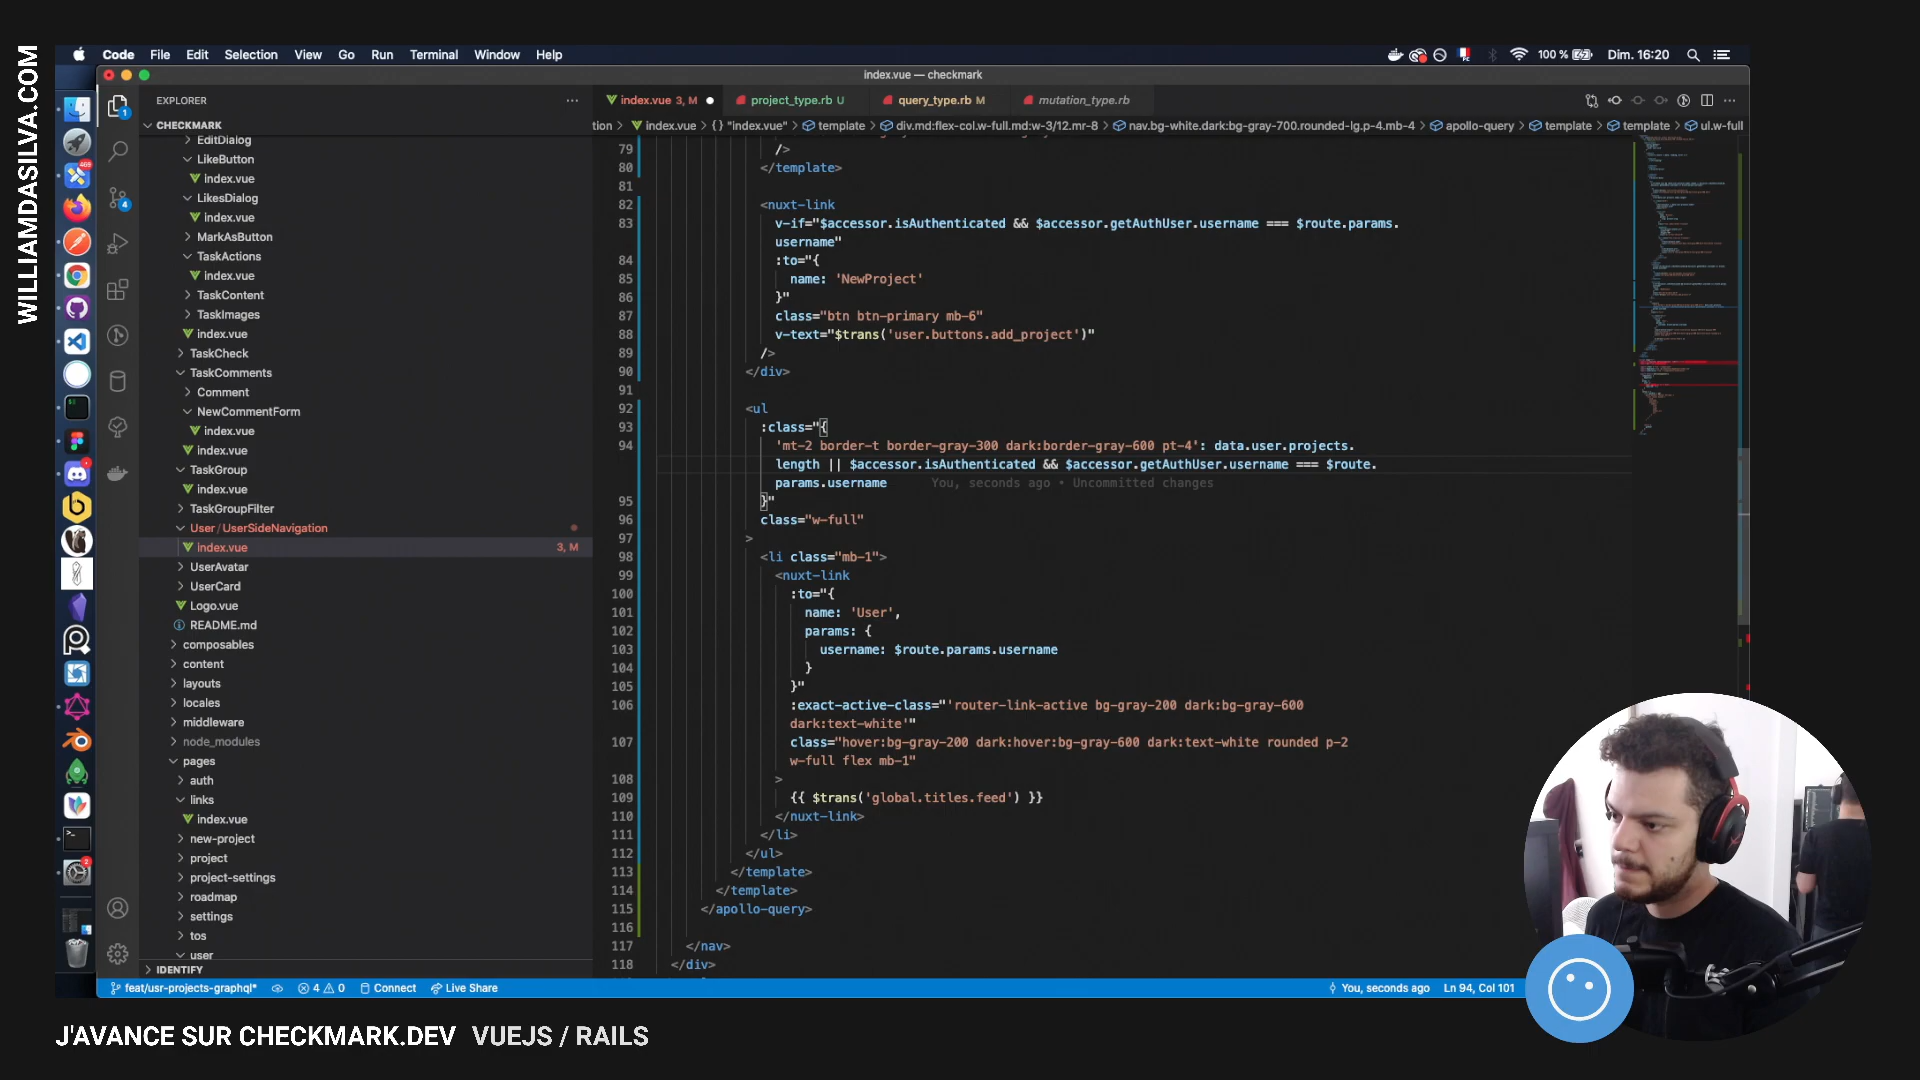 WILLIAMDASILVA.COM
Code File Edit Selection View Go Run Terminal Window Help
100 % Dim. 16:20
index.vue — checkmark
EXPLORER
index.vue 3, M
project_type.rb U
query_type.rb M
mutation_type.rb
CHECKMARK
tion > index.vue > {} "index.vue" > template > div.md:flex-col.w-full.md:w-3/12.mr-8 > nav.bg-white.dark:bg-gray-700.rounded-lg.p-4.mb-4 > apollo-query > template > template > ul.w-full
EditDialog
LikeButton
index.vue
LikesDialog
index.vue
MarkAsButton
TaskActions
index.vue
TaskContent
TaskImages
index.vue
TaskCheck
TaskComments
Comment
NewCommentForm
index.vue
index.vue
TaskGroup
index.vue
TaskGroupFilter
User / UserSideNavigation
index.vue 3, M
UserAvatar
UserCard
Logo.vue
README.md
composables
content
layouts
locales
middleware
node_modules
pages
auth
links
index.vue
new-project
project
project-settings
roadmap
settings
tos
user
IDENTIFY
79 />
80 </template>
81
82 <nuxt-link
83 v-if="$accessor.isAuthenticated && $accessor.getAuthUser.username === $route.params.
username"
84 :to="{
85 name: 'NewProject'
86 }"
87 class="btn btn-primary mb-6"
88 v-text="$trans('user.buttons.add_project')"
89 />
90 </div>
91
92 <ul
93 :class="{
94 'mt-2 border-t border-gray-300 dark:border-gray-600 pt-4': data.user.projects.
length || $accessor.isAuthenticated && $accessor.getAuthUser.username === $route.
params.username You, seconds ago • Uncommitted changes
95 }"
96 class="w-full"
97 >
98 <li class="mb-1">
99 <nuxt-link
100 :to="{
101 name: 'User',
102 params: {
103 username: $route.params.username
104 }
105 }"
106 :exact-active-class="'router-link-active bg-gray-200 dark:bg-gray-600
dark:text-white'"
107 class="hover:bg-gray-200 dark:hover:bg-gray-600 dark:text-white rounded p-2
w-full flex mb-1"
108 >
109 {{ $trans('global.titles.feed') }}
110 </nuxt-link>
111 </li>
112 </ul>
113 </template>
114 </template>
115 </apollo-query>
116
117 </nav>
118 </div>
feat/usr-projects-graphql* 4 0 Connect Live Share
You, seconds ago Ln 94, Col 101
J'AVANCE SUR CHECKMARK.DEV VUEJS / RAILS